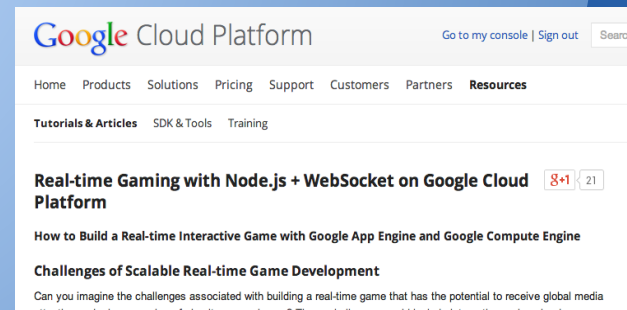 Google Cloud Platform
Go to my console | Sign out
Searc
Home Products Solutions Pricing Support Customers Partners Resources
Tutorials & Articles SDK & Tools Training
Real-time Gaming with Node.js + WebSocket on Google Cloud
Platform
g+1 21
How to Build a Real-time Interactive Game with Google App Engine and Google Compute Engine
Challenges of Scalable Real-time Game Development
Can you imagine the challenges associated with building a real-time game that has the potential to receive global media